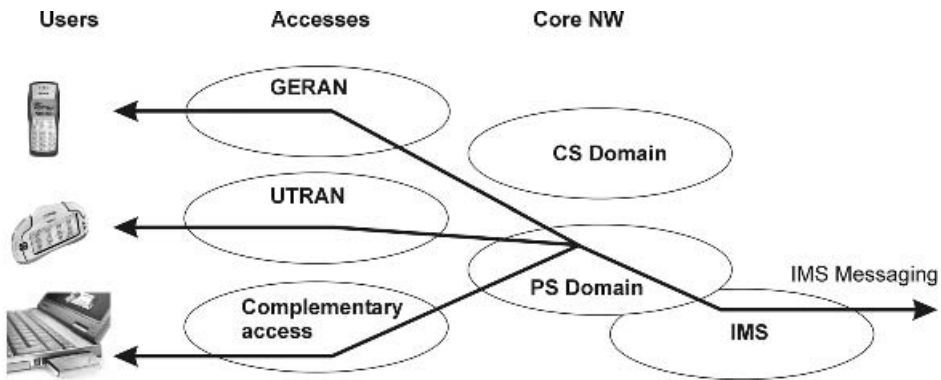 Users
Accesses
Core NW
GERAN
CS Domain
UTRAN
PS Domain
IMS Messaging
Complementary
access
IMS